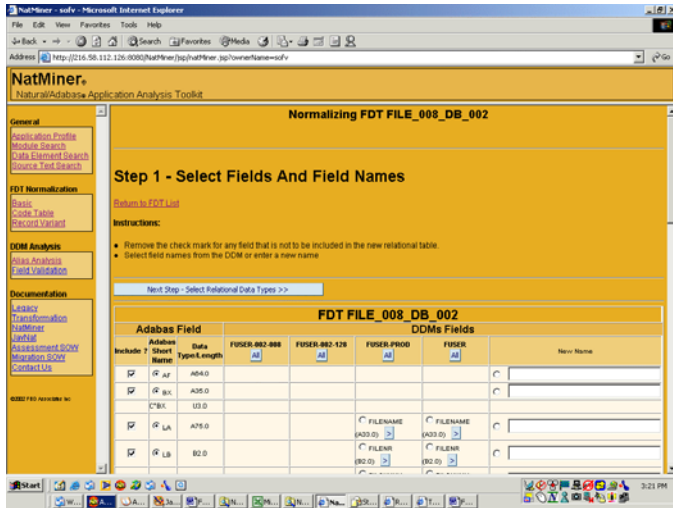 NatMiner - sofv - Microsoft Internet Explorer
File Edit View Favorites Tools Help
Back Search Favorites Media
Address http://216.58.112.126:8080/NatMiner/jsp/natMiner.jsp?ownerName=sofv Go
NatMiner®
Natural/Adabas® Application Analysis Toolkit
General
Application Profile
Module Search
Data Element Search
Source Text Search
FDT Normalization
Basic
Code Table
Record Variant
DDM Analysis
Alias Analysis
Field Validation
Documentation
Legacy
Transformation
NatMiner
JavNat
Assessment SOW
Migration SOW
Contact Us
Normalizing FDT FILE_008_DB_002
Step 1 - Select Fields And Field Names
Return to FDT List
Instructions:
Remove the check mark for any field that is not to be included in the new relational table.
Select field names from the DDM or enter a new name
Next Step - Select Relational Data Types >>
FDT FILE_008_DB_002
Adabas Field DDMs Fields
Include ? Adabas Short Name Data Type/Length FUSER-002-008 All FUSER-002-128 All FUSER-PROD All FUSER All New Name
AF A64.0
BX A35.0
C*BX U3.0
LA A75.0 FILENAME (A33.0) > FILENAME (A33.0) >
LB B2.0 FILENR (B2.0) > FILENR (B2.0) >
Start 3:21 PM